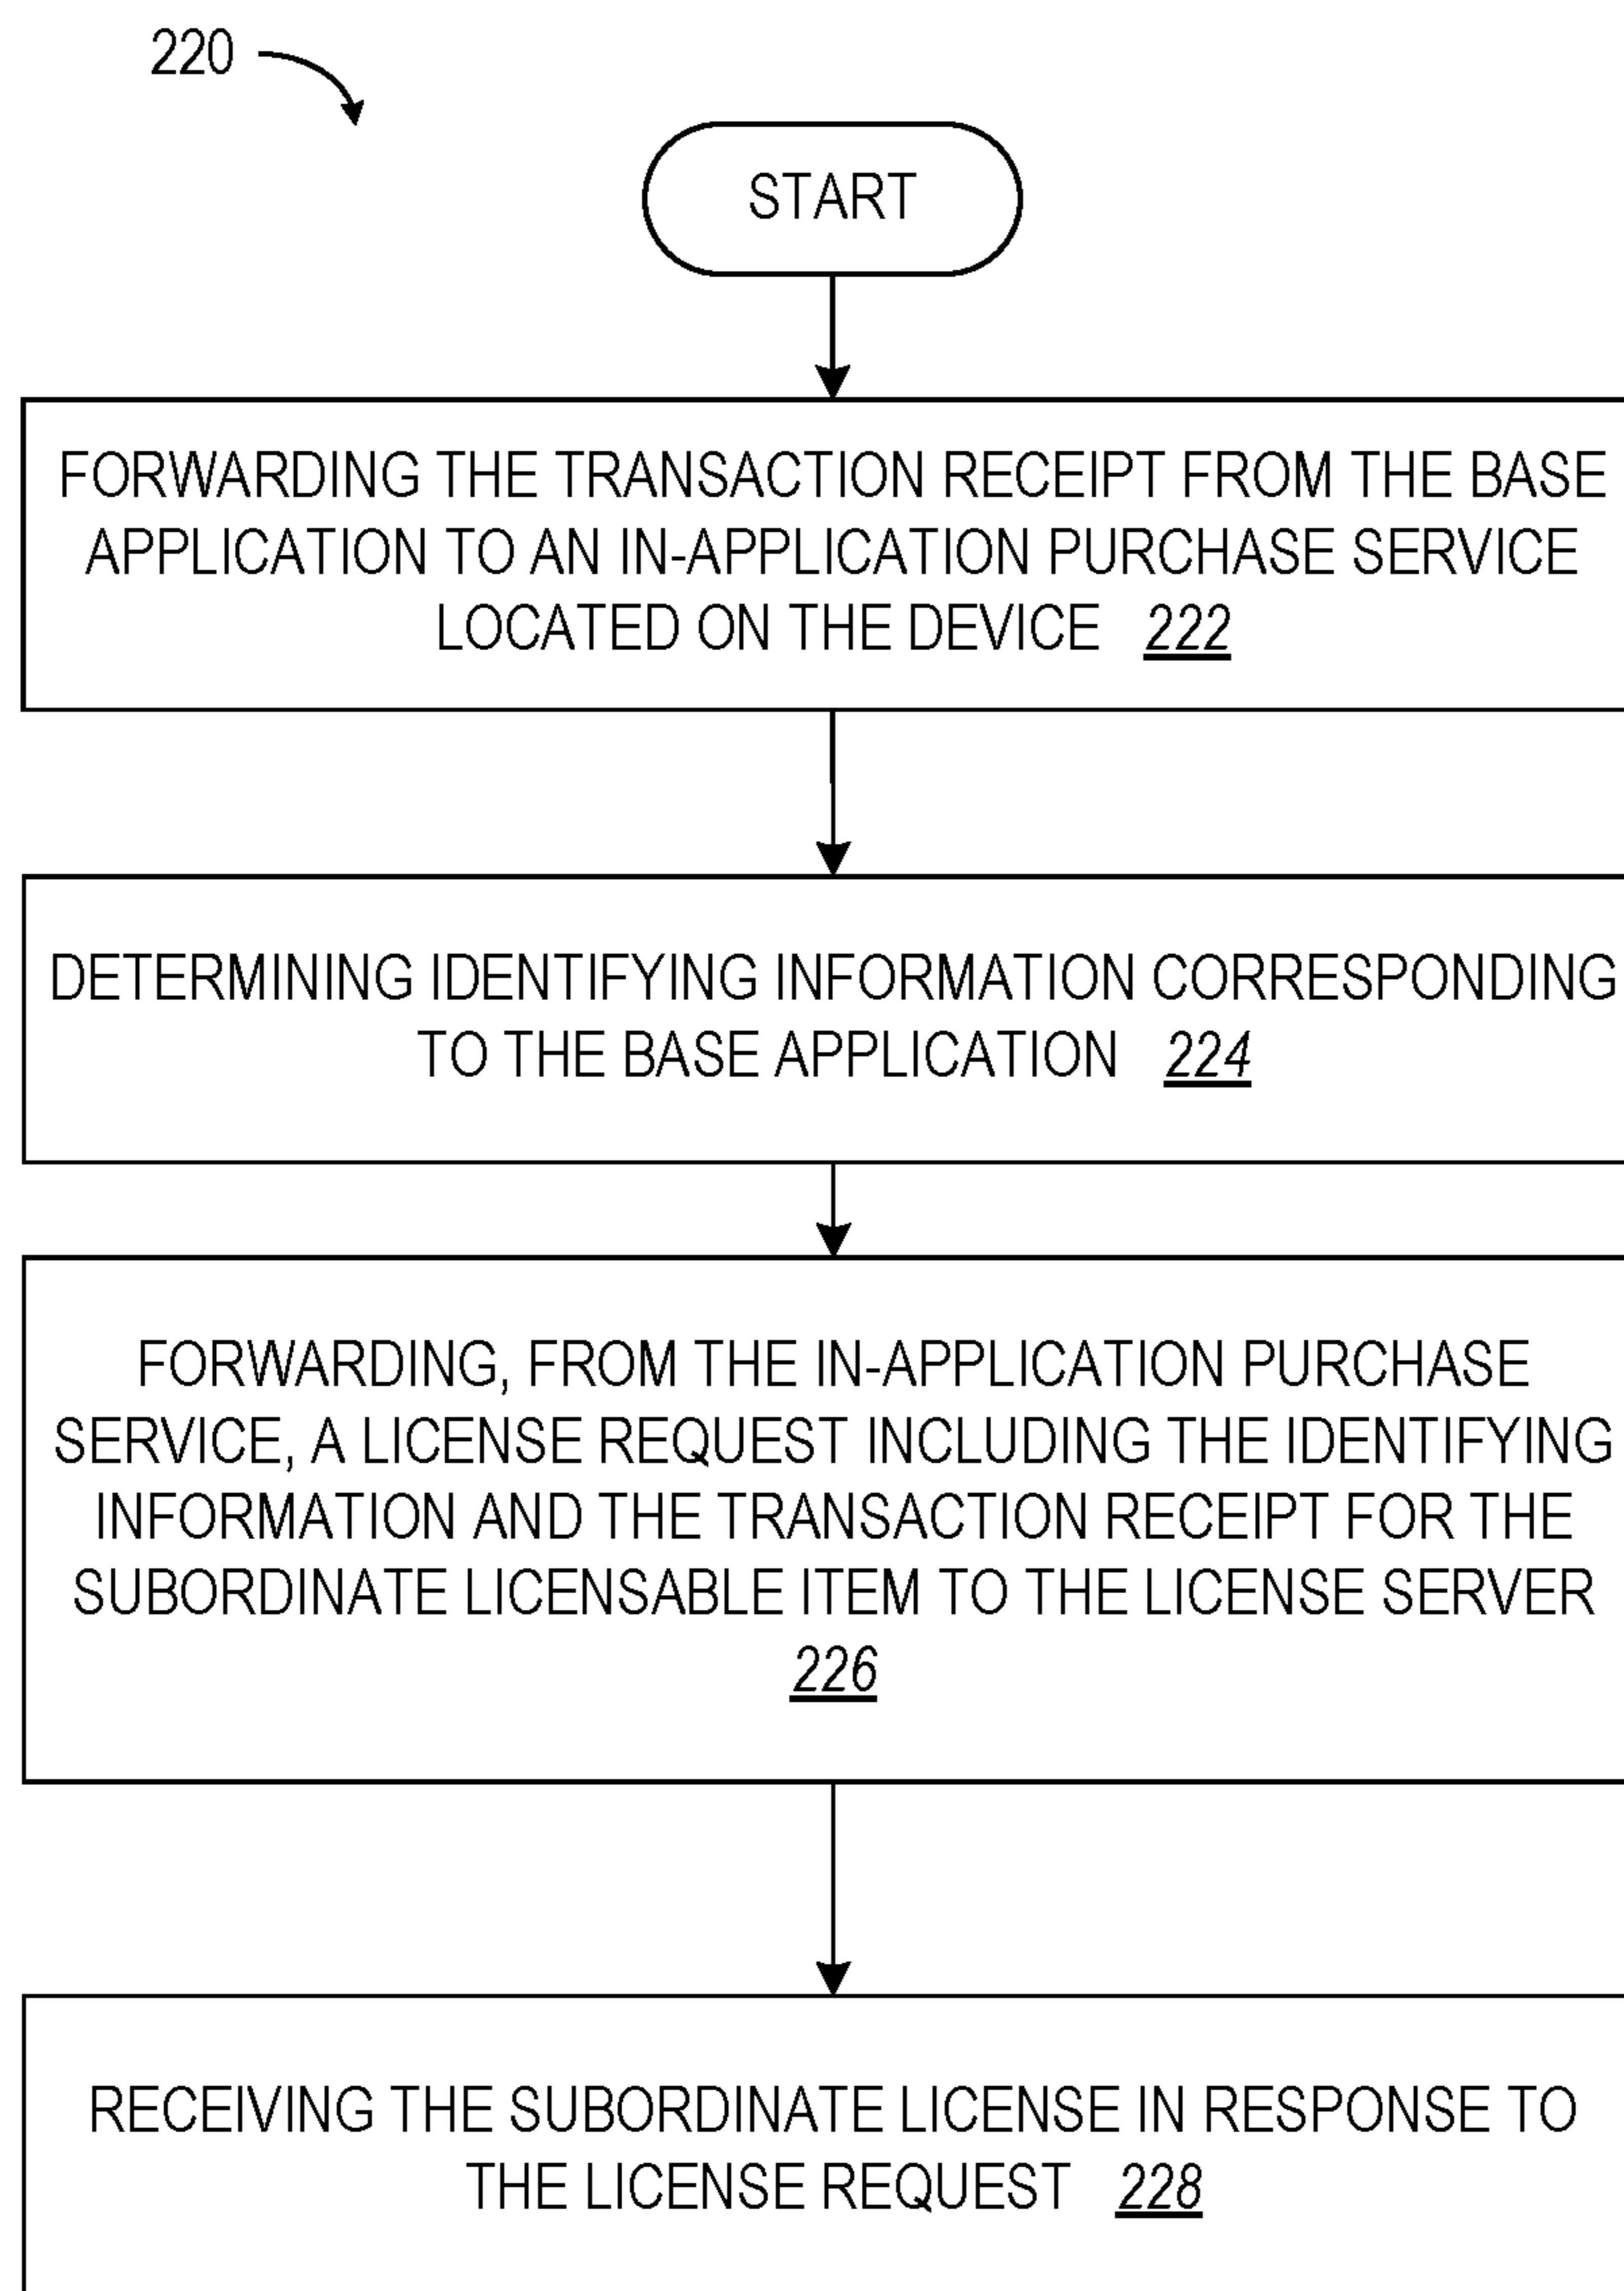 220
START
FORWARDING THE TRANSACTION RECEIPT FROM THE BASE
APPLICATION TO AN IN-APPLICATION PURCHASE SERVICE
LOCATED ON THE DEVICE 222
DETERMINING IDENTIFYING INFORMATION CORRESPONDING
TO THE BASE APPLICATION 224
FORWARDING, FROM THE IN-APPLICATION PURCHASE
SERVICE, A LICENSE REQUEST INCLUDING THE IDENTIFYING
INFORMATION AND THE TRANSACTION RECEIPT FOR THE
SUBORDINATE LICENSABLE ITEM TO THE LICENSE SERVER
226
RECEIVING THE SUBORDINATE LICENSE IN RESPONSE TO
THE LICENSE REQUEST 228